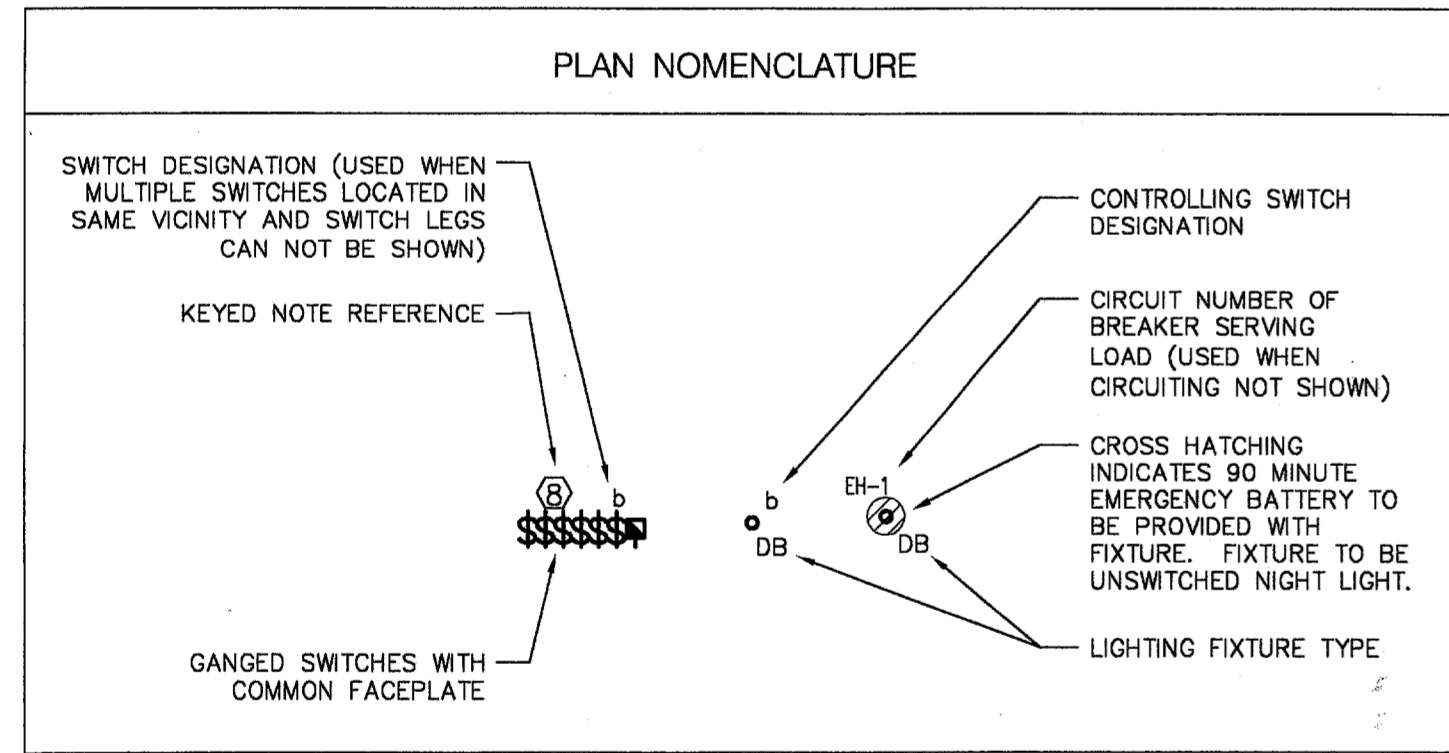 PLAN NOMENCLATURE
SWITCH DESIGNATION (USED WHEN
MULTIPLE SWITCHES LOCATED IN
SAME VICINITY AND SWITCH LEGS
CAN NOT BE SHOWN)
KEYED NOTE REFERENCE
8
b
$$$$$$
GANGED SWITCHES WITH
COMMON FACEPLATE
b
DB
EH-1
DB
CONTROLLING SWITCH
DESIGNATION
CIRCUIT NUMBER OF
BREAKER SERVING
LOAD (USED WHEN
CIRCUITING NOT SHOWN)
CROSS HATCHING
INDICATES 90 MINUTE
EMERGENCY BATTERY TO
BE PROVIDED WITH
FIXTURE. FIXTURE TO BE
UNSWITCHED NIGHT LIGHT.
LIGHTING FIXTURE TYPE